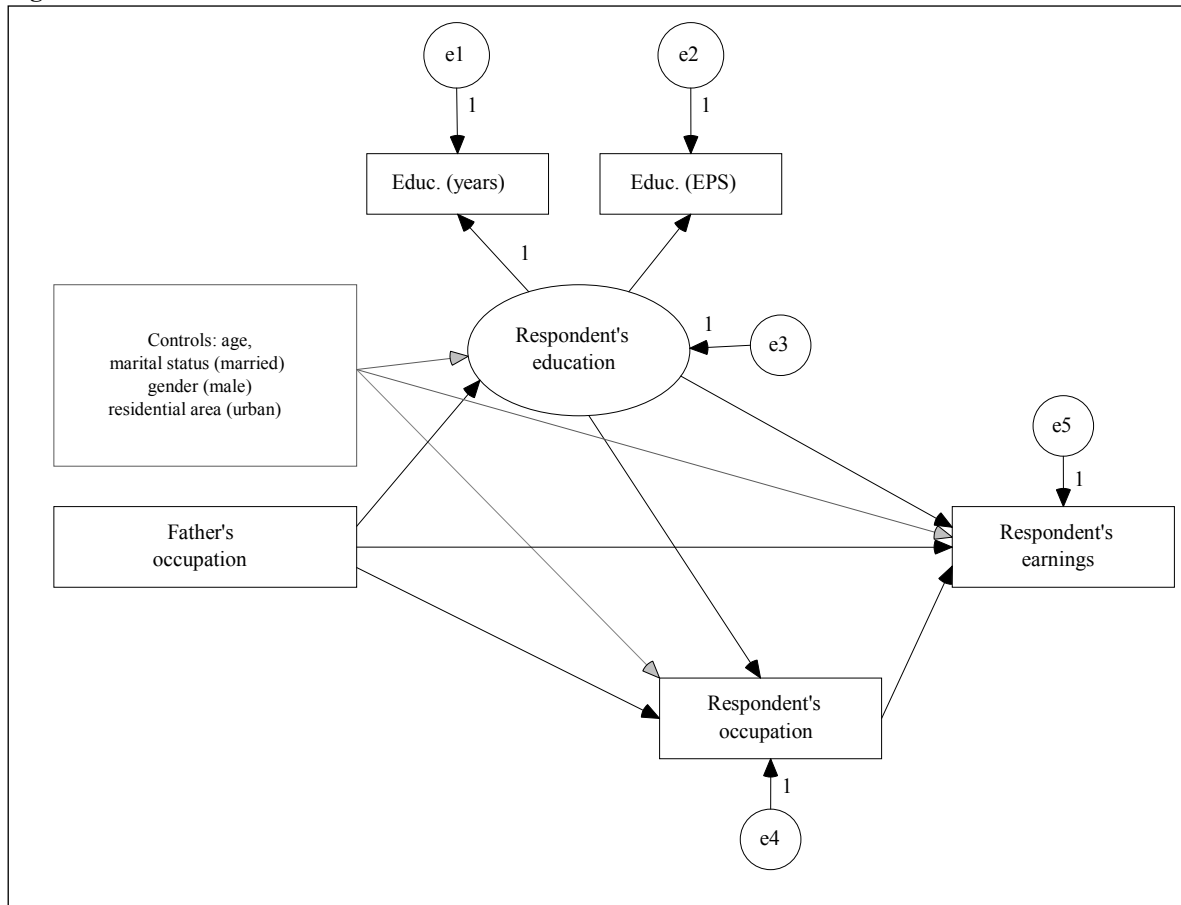 e1
e2
1
1
Educ. (years)
Educ. (EPS)
1
Controls: age,
marital status (married)
gender (male)
residential area (urban)
Respondent's
education
1
e3
e5
1
Father's
occupation
Respondent's
earnings
Respondent's
occupation
1
e4